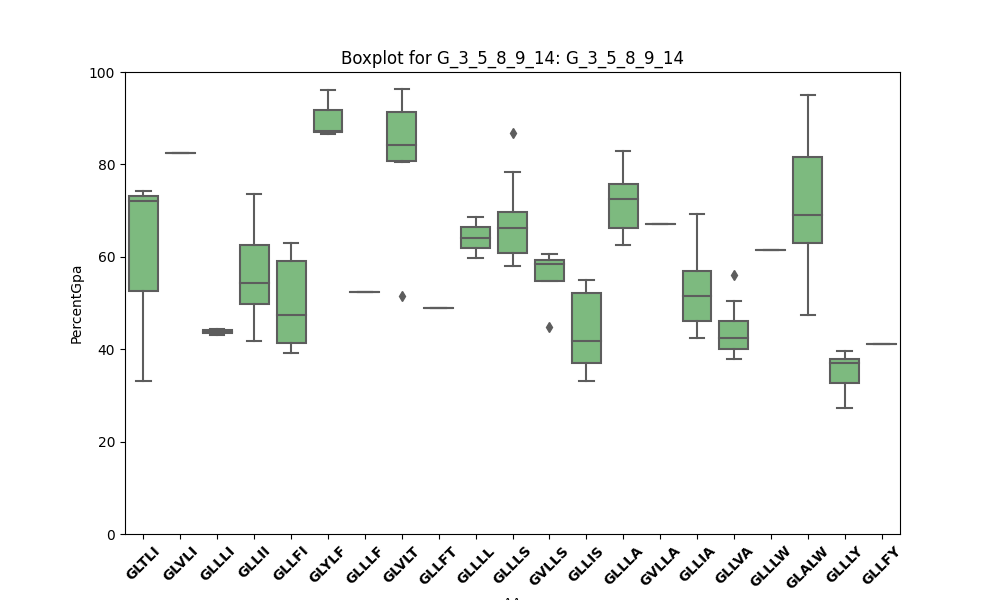 Boxplot for G_3_5_8_9_14: G_3_5_8_9_14
PercentGpa
100
80
60
40
20
0
GLTLI GLVLI GLLLI GLLII GLLFI GLYLF GLLLF GLVLT GLLFT GLLLL GLLLS GVLLS GLLIS GLLLA GVLLA GLLIA GLLVA GLLLW GLALW GLLLY GLLFY